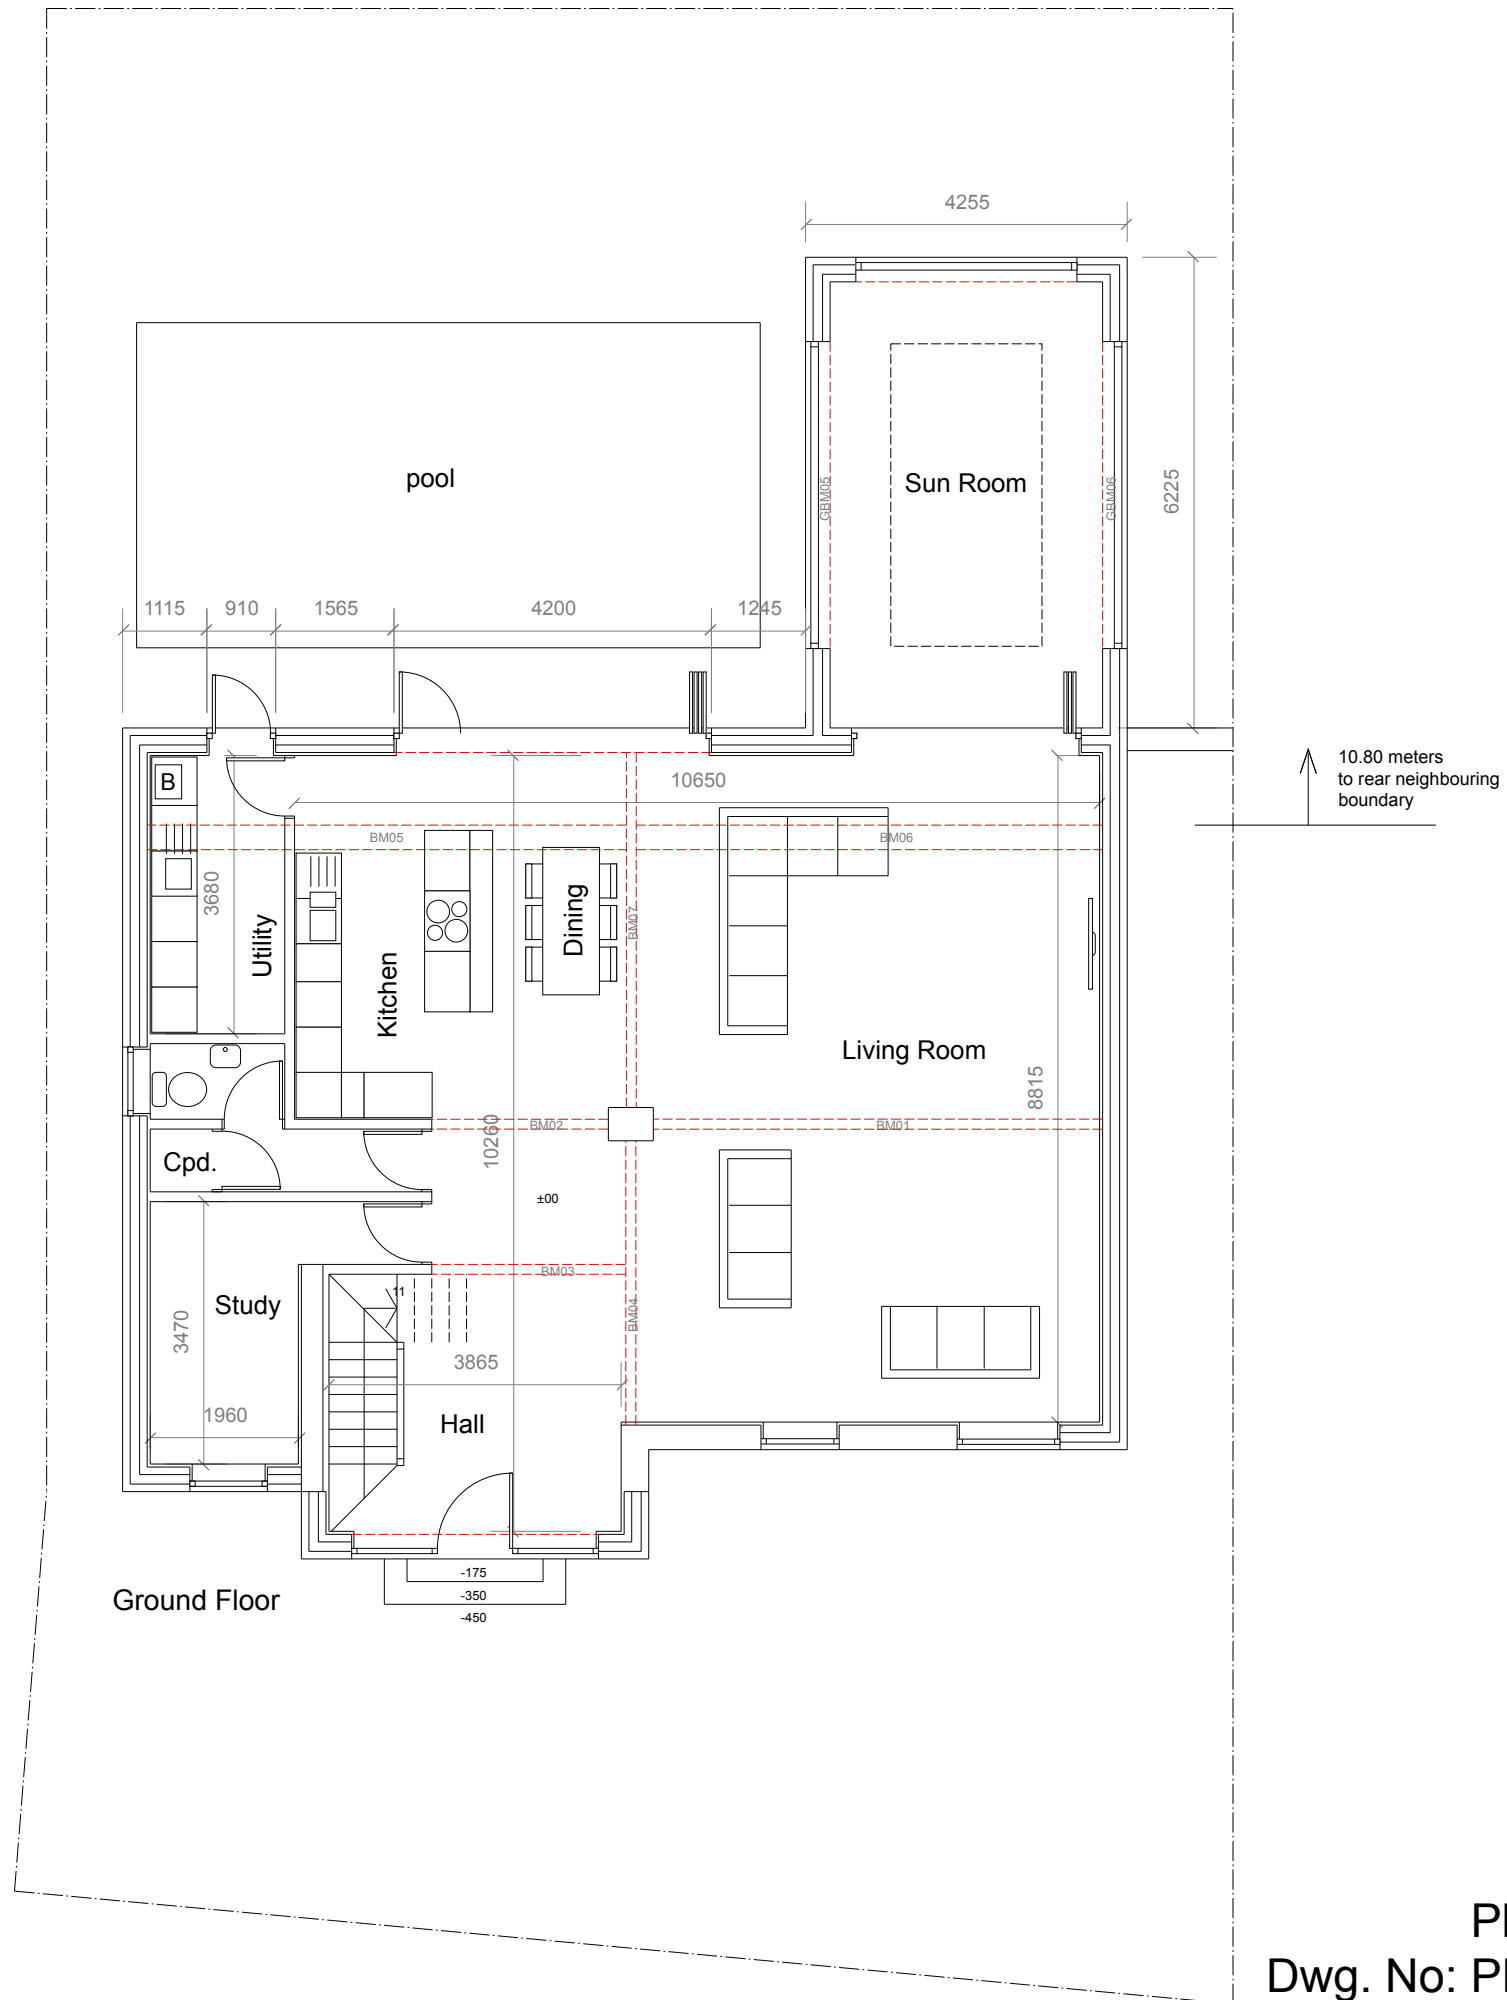 4255
6225
Sun Room
GBM05
GBM06
pool
1115
910
1565
4200
1245
10.80 meters
to rear neighbouring
boundary
B
10650
BM05
BM06
3680
Utility
Kitchen
Dining
BM07
Living Room
8815
10260
BM02
BM01
Cpd.
±00
BM03
11
Study
BM04
3470
3865
1960
Hall
-175
-350
-450
Ground Floor
Dwg. No: